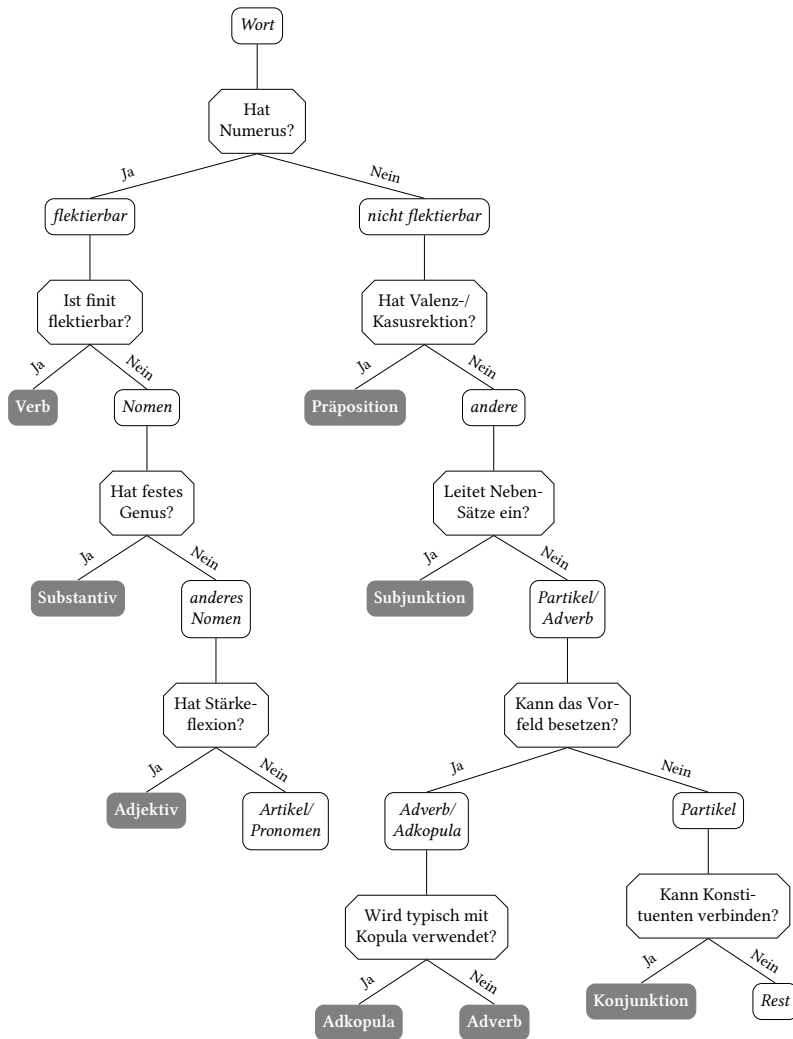 Wort
Hat
Numerus?
Ja
Nein
flektierbar
nicht flektierbar
Ist finit
flektierbar?
Hat Valenz-/
Kasusrektion?
Ja
Nein
Ja
Nein
Verb
Nomen
Präposition
andere
Hat festes
Genus?
Leitet Neben-
Sätze ein?
Ja
Nein
Ja
Nein
Substantiv
anderes
Nomen
Subjunktion
Partikel/
Adverb
Hat Stärke-
flexion?
Kann das Vor-
feld besetzen?
Ja
Nein
Ja
Nein
Adjektiv
Artikel/
Pronomen
Adverb/
Adkopula
Partikel
Wird typisch mit
Kopula verwendet?
Kann Konsti-
tuenten verbinden?
Ja
Nein
Ja
Nein
Adkopula
Adverb
Konjunktion
Rest